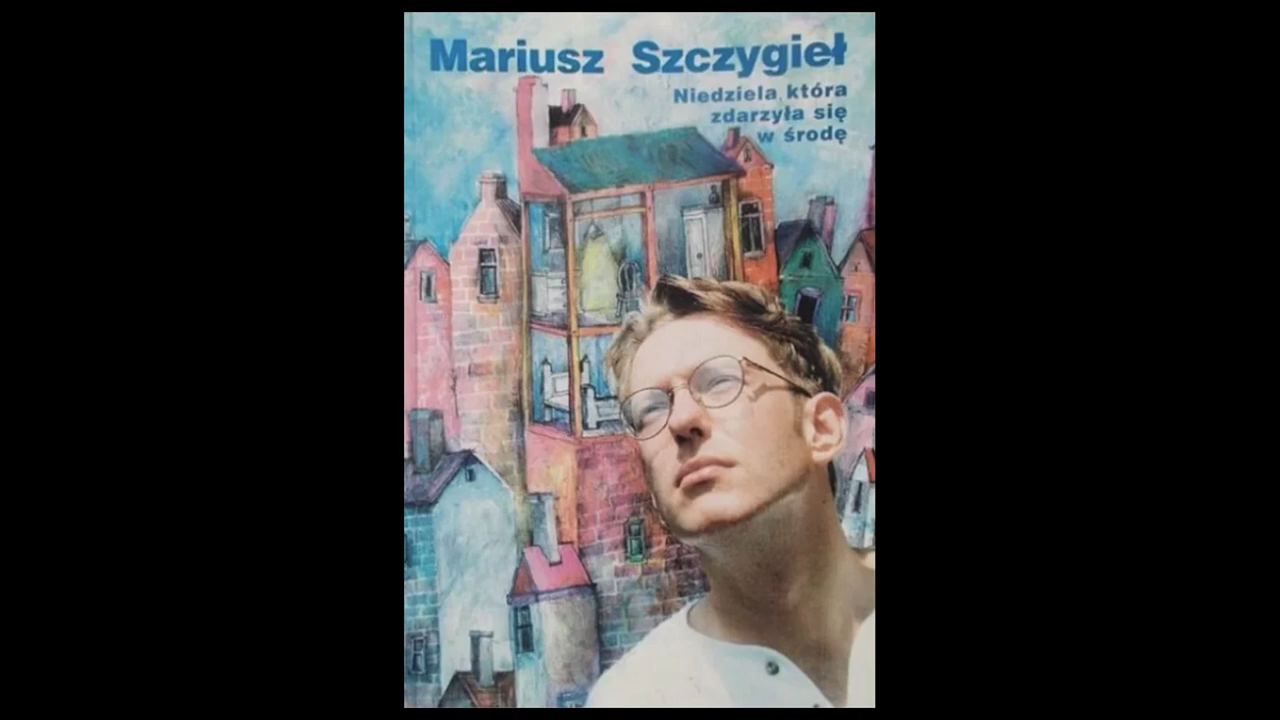 Mariusz Szczygieł
Niedziela, która
zdarzyła się
w środę